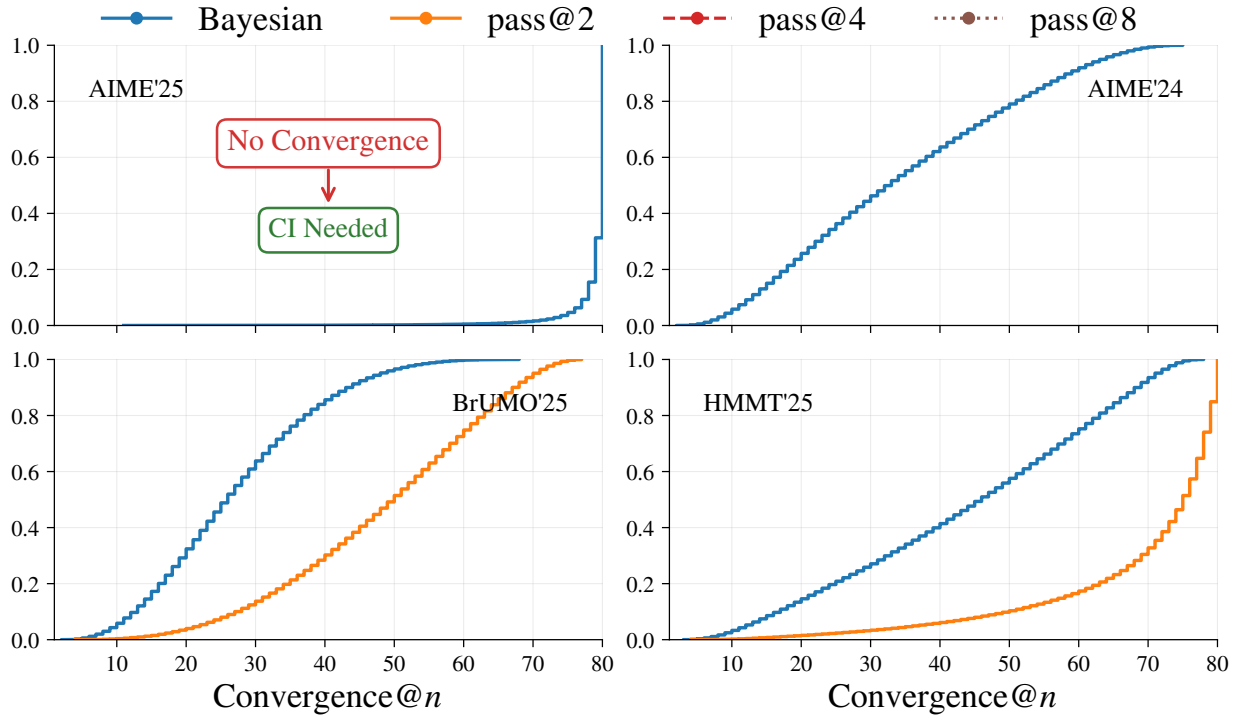 Bayesian pass@2 pass@4 pass@8
1.0 1.0
AIME'25 AIME'24
0.8 0.8
No Convergence
0.6 0.6
0.4 0.4
CI Needed
0.2 0.2
0.0 0.0
1.0 1.0
BrUMO'25 HMMT'25
0.8 0.8
0.6 0.6
0.4 0.4
0.2 0.2
0.0 0.0
10 20 30 40 50 60 70 80 10 20 30 40 50 60 70 80
Convergence@n Convergence@n